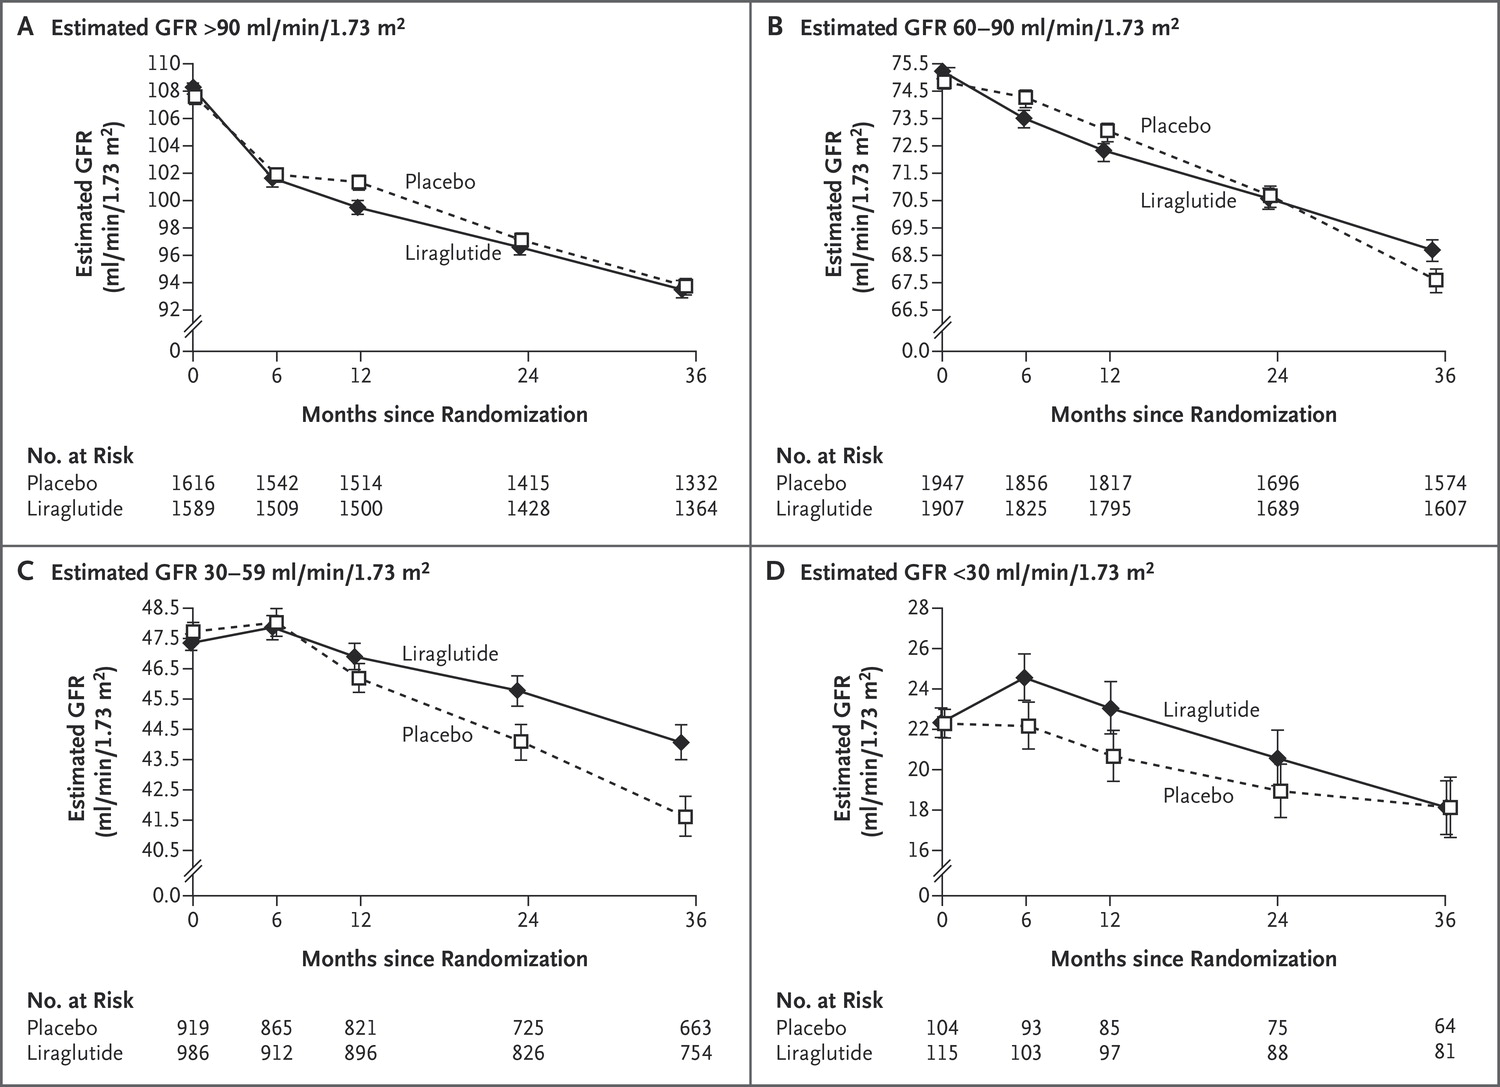 A Estimated GFR >90 ml/min/1.73 m²
110
108
106
104
102
100
98
96
94
92
0
Estimated GFR
(ml/min/1.73 m²)
Placebo
Liraglutide
0 6 12 24 36
Months since Randomization
No. at Risk
Placebo 1616 1542 1514 1415 1332
Liraglutide 1589 1509 1500 1428 1364
B Estimated GFR 60–90 ml/min/1.73 m²
75.5
74.5
73.5
72.5
71.5
70.5
69.5
68.5
67.5
66.5
0.0
Estimated GFR
(ml/min/1.73 m²)
Placebo
Liraglutide
0 6 12 24 36
Months since Randomization
No. at Risk
Placebo 1947 1856 1817 1696 1574
Liraglutide 1907 1825 1795 1689 1607
C Estimated GFR 30–59 ml/min/1.73 m²
48.5
47.5
46.5
45.5
44.5
43.5
42.5
41.5
40.5
0.0
Estimated GFR
(ml/min/1.73 m²)
Liraglutide
Placebo
0 6 12 24 36
Months since Randomization
No. at Risk
Placebo 919 865 821 725 663
Liraglutide 986 912 896 826 754
D Estimated GFR <30 ml/min/1.73 m²
28
26
24
22
20
18
16
0
Estimated GFR
(ml/min/1.73 m²)
Liraglutide
Placebo
0 6 12 24 36
Months since Randomization
No. at Risk
Placebo 104 93 85 75 64
Liraglutide 115 103 97 88 81